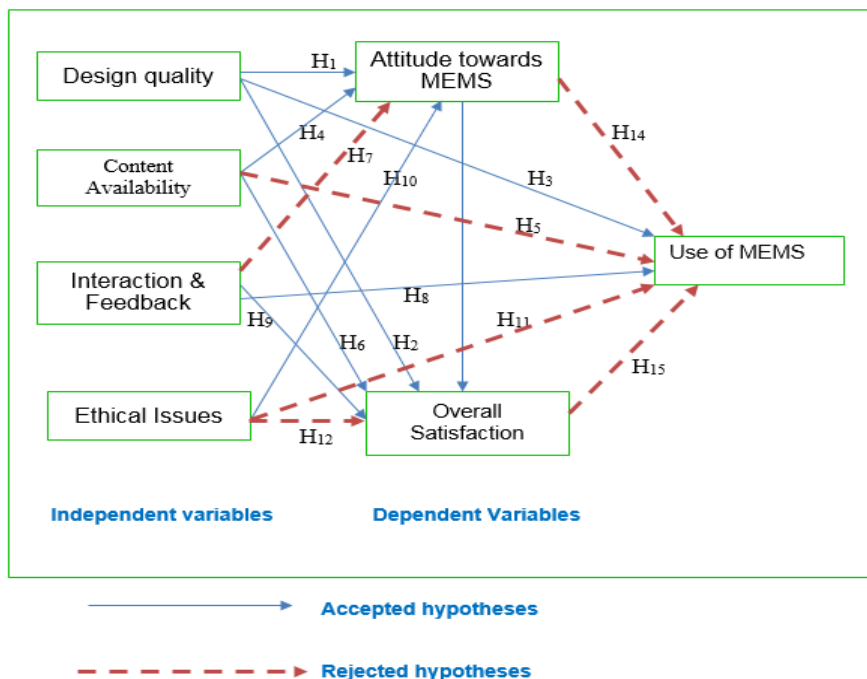 Design quality
H1
Attitude towards
MEMS
H14
H4
Content
Availability
H7
H10
H3
H5
Use of MEMS
Interaction &
Feedback
H8
H9
H11
H6
H2
H15
Ethical Issues
H12
Overall
Satisfaction
Independent variables
Dependent Variables
Accepted hypotheses
Rejected hypotheses